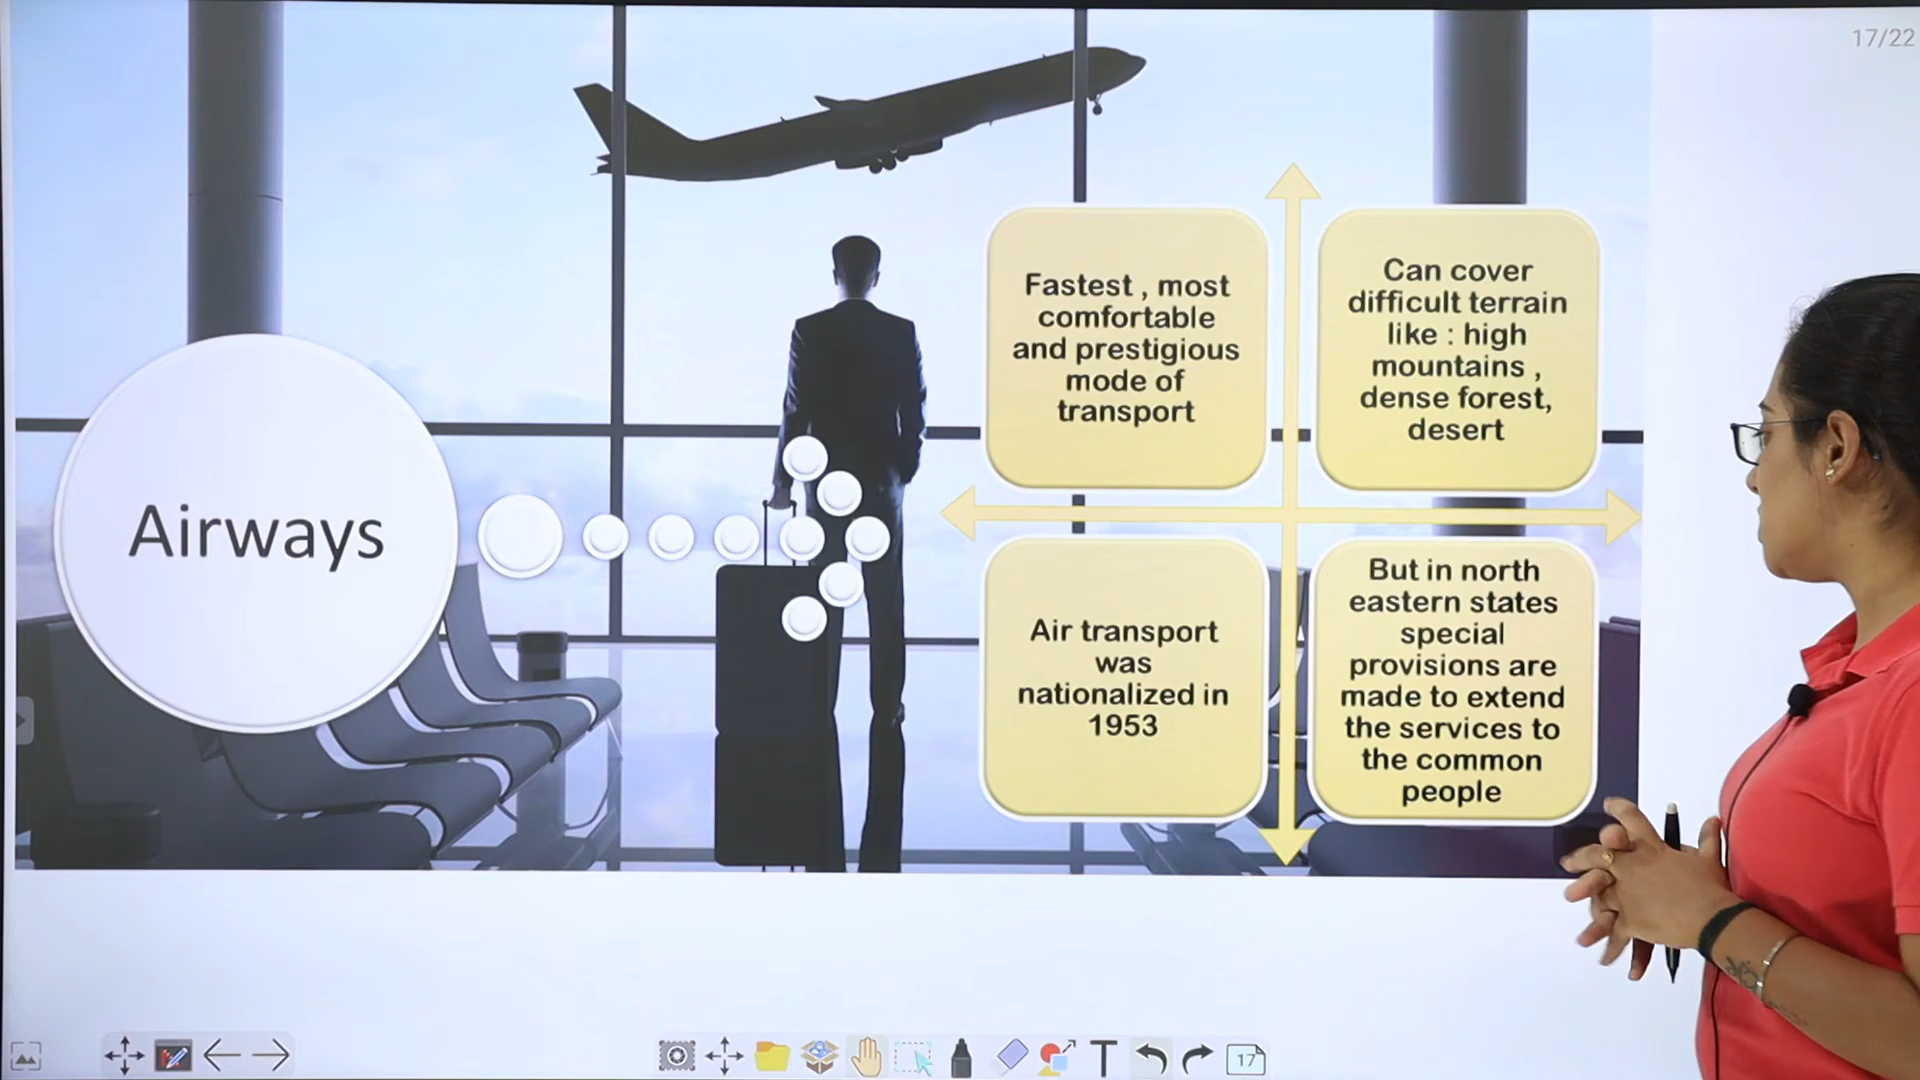 17/22
Airways
Fastest , most
comfortable
and prestigious
mode of
transport
Can cover
difficult terrain
like : high
mountains ,
dense forest,
desert
Air transport
was
nationalized in
1953
But in north
eastern states
special
provisions are
made to extend
the services to
the common
people
T
17